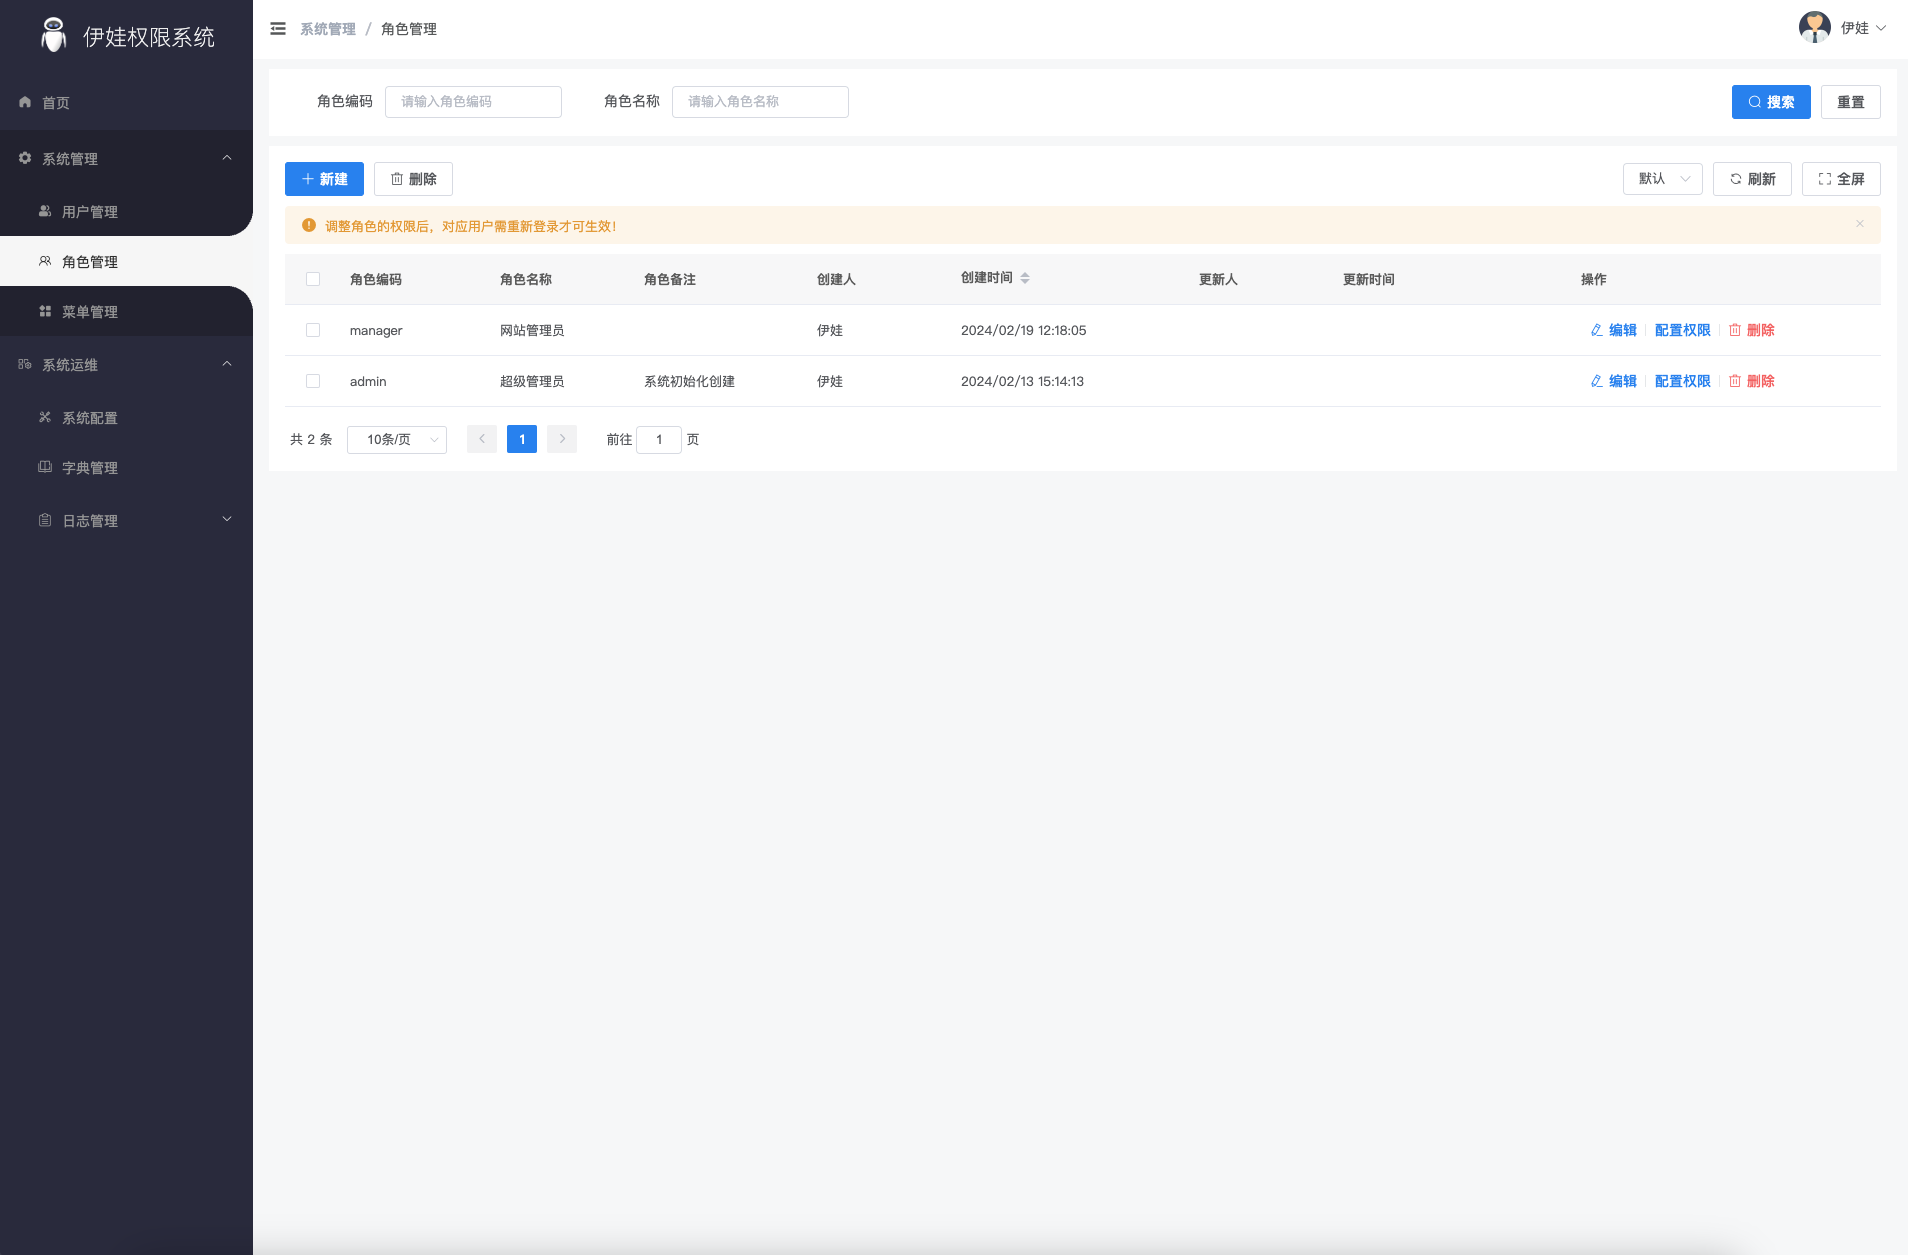 伊娃权限系统
首页
系统管理
用户管理
角色管理
菜单管理
系统运维
系统配置
字典管理
日志管理
系统管理 / 角色管理
伊娃
角色编码 请输入角色编码 角色名称 请输入角色名称 搜索 重置
新建 删除 默认 刷新 全屏
调整角色的权限后，对应用户需重新登录才可生效！
角色编码 角色名称 角色备注 创建人 创建时间 更新人 更新时间 操作
manager 网站管理员 伊娃 2024/02/19 12:18:05 编辑 配置权限 删除
admin 超级管理员 系统初始化创建 伊娃 2024/02/13 15:14:13 编辑 配置权限 删除
共 2 条 10条/页 1 前往 1 页